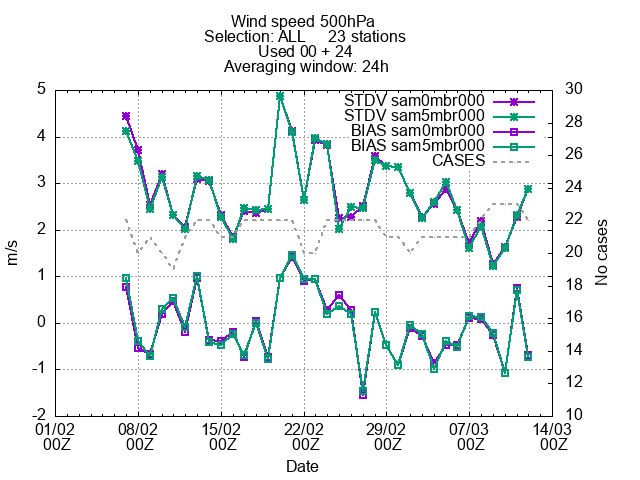 Wind speed 500hPa
Selection: ALL 23 stations
Used 00 + 24
Averaging window: 24h
STDV sam0mbr000
STDV sam5mbr000
BIAS sam0mbr000
BIAS sam5mbr000
CASES
5
4
3
2
1
0
-1
-2
m/s
30
28
26
24
22
20
18
16
14
12
10
No cases
01/02 08/02 15/02 22/02 29/02 07/03 14/03
00Z 00Z 00Z 00Z 00Z 00Z 00Z
Date